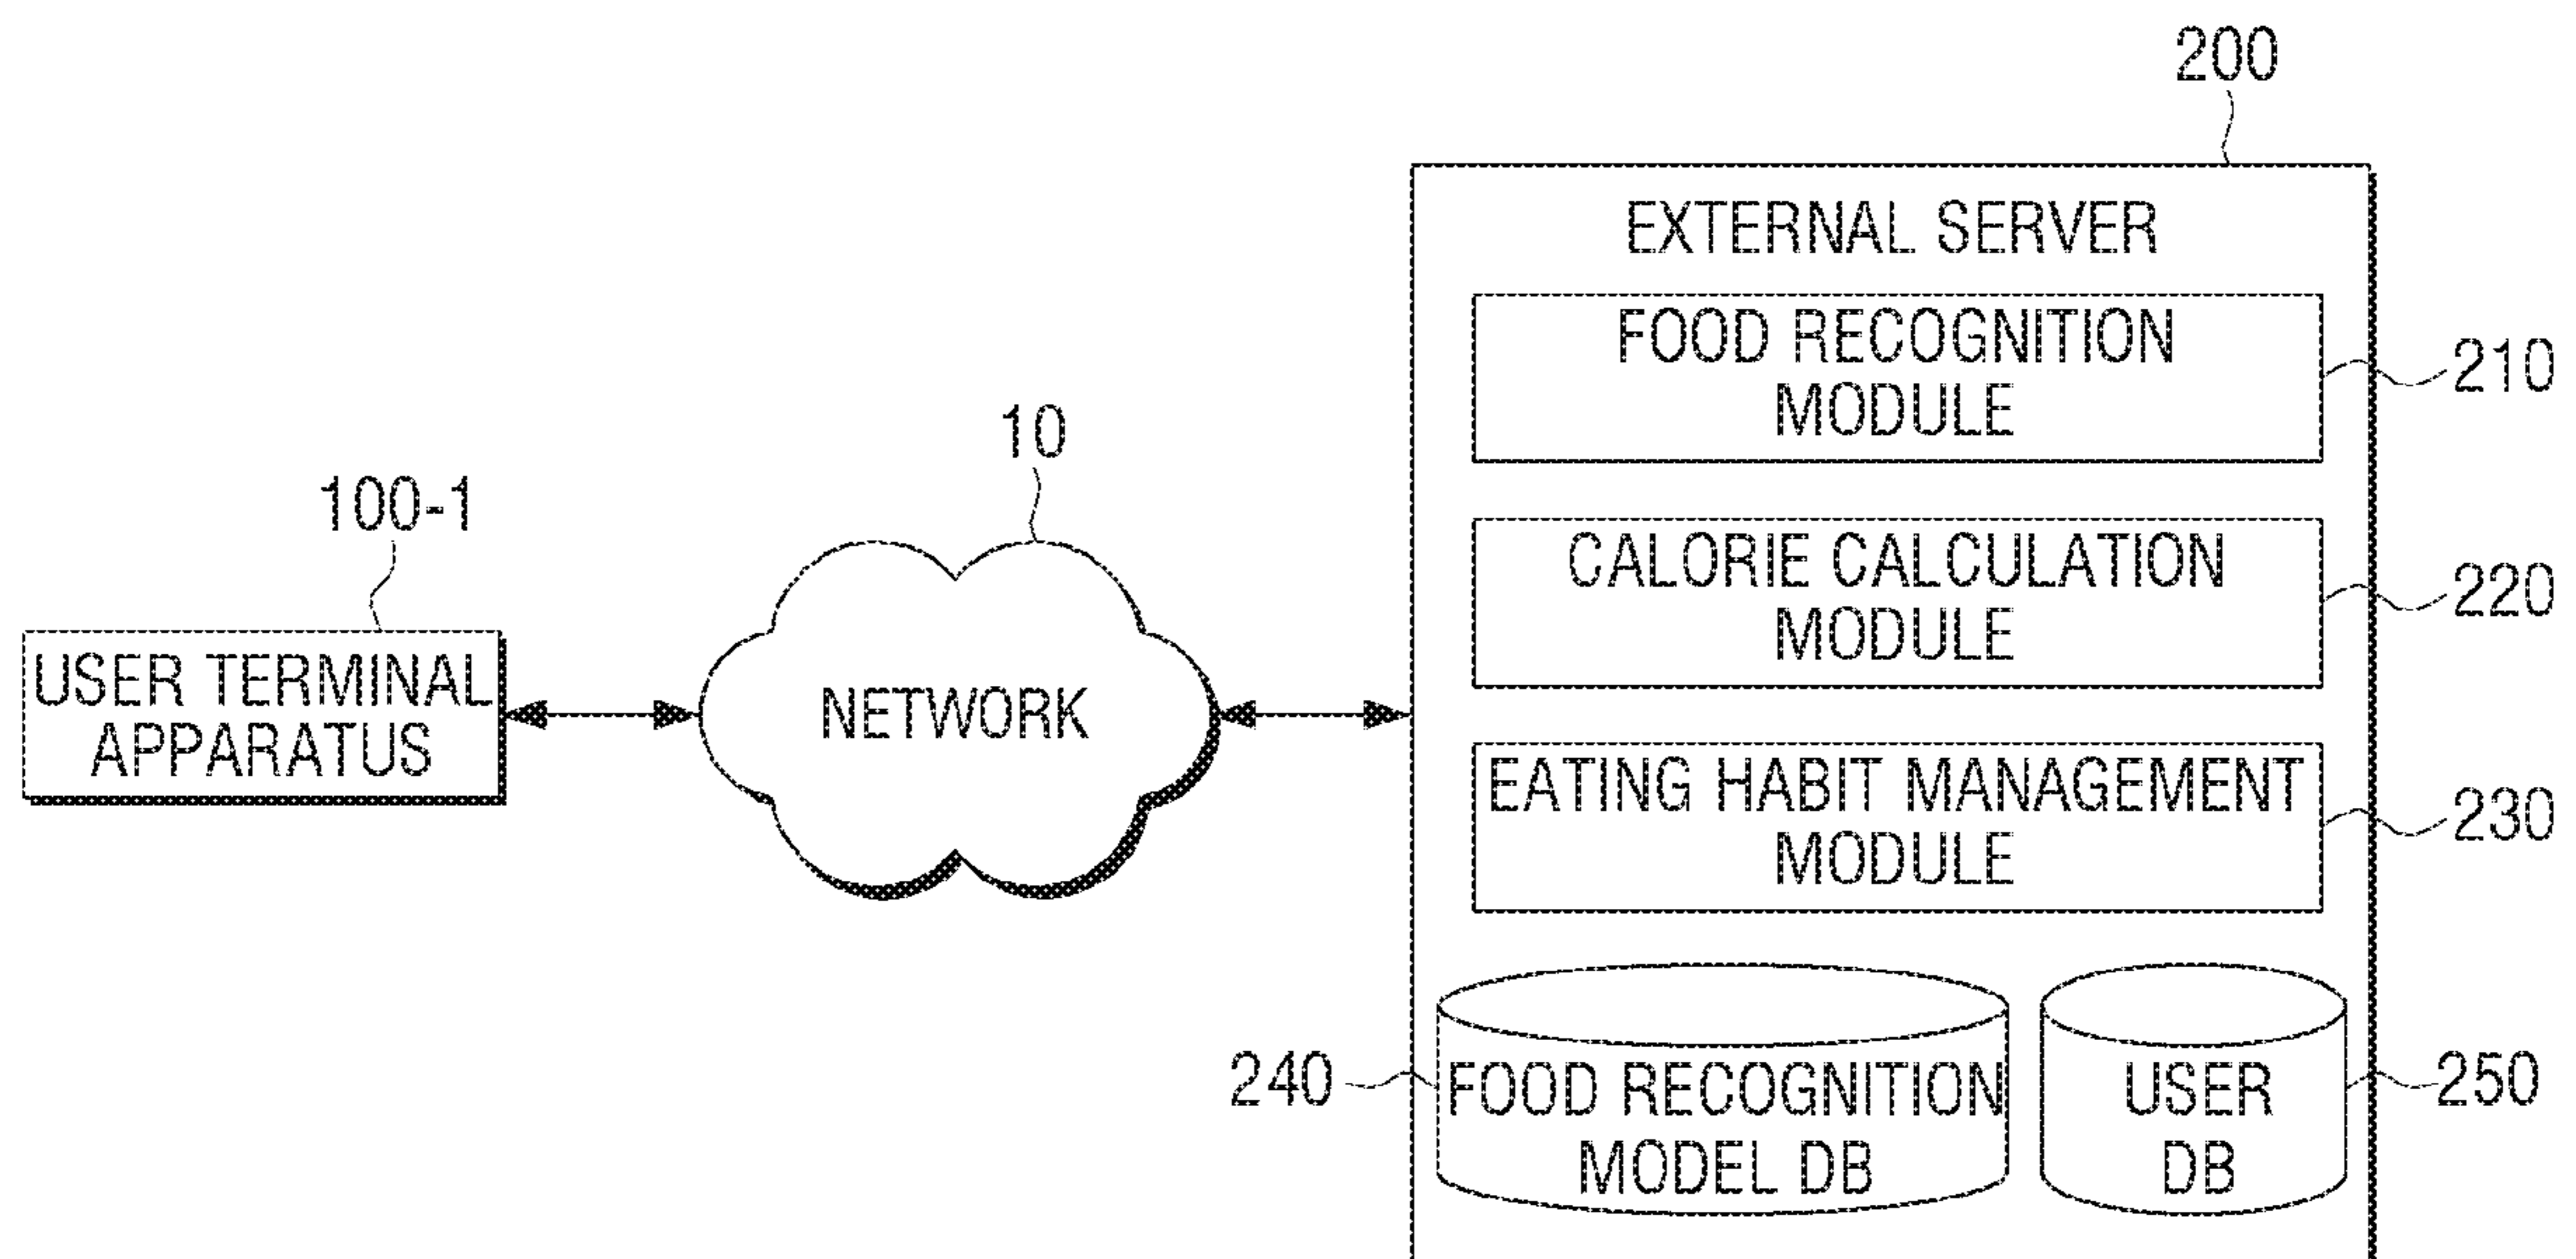 200
EXTERNAL SERVER
FOOD RECOGNITION
MODULE
210
10
100-1
CALORIE CALCULATION
MODULE
220
USER TERMINAL
APPARATUS
NETWORK
EATING HABIT MANAGEMENT
MODULE
230
240
FOOD RECOGNITION
MODEL DB
USER
DB
250